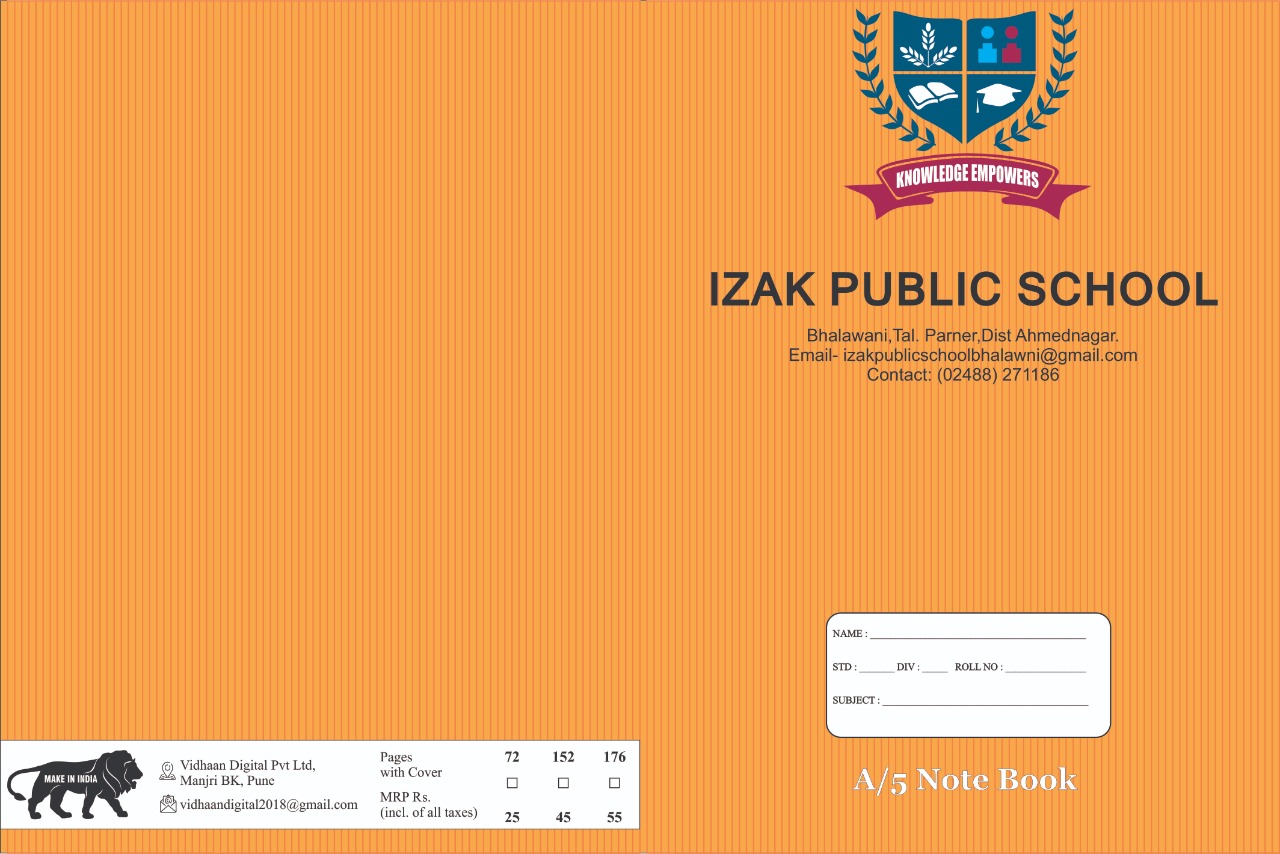 KNOWLEDGE EMPOWERS
IZAK PUBLIC SCHOOL
Bhalawani,Tal. Parner,Dist Ahmednagar.
Email- izakpublicschoolbhalawni@gmail.com
Contact: (02488) 271186
NAME :
STD : DIV : ROLL NO :
SUBJECT :
A/5 Note Book
MAKE IN INDIA
Vidhaan Digital Pvt Ltd,
Manjri BK, Pune
vidhaandigital2018@gmail.com
Pages 72 152 176
with Cover
MRP Rs.
(incl. of all taxes) 25 45 55